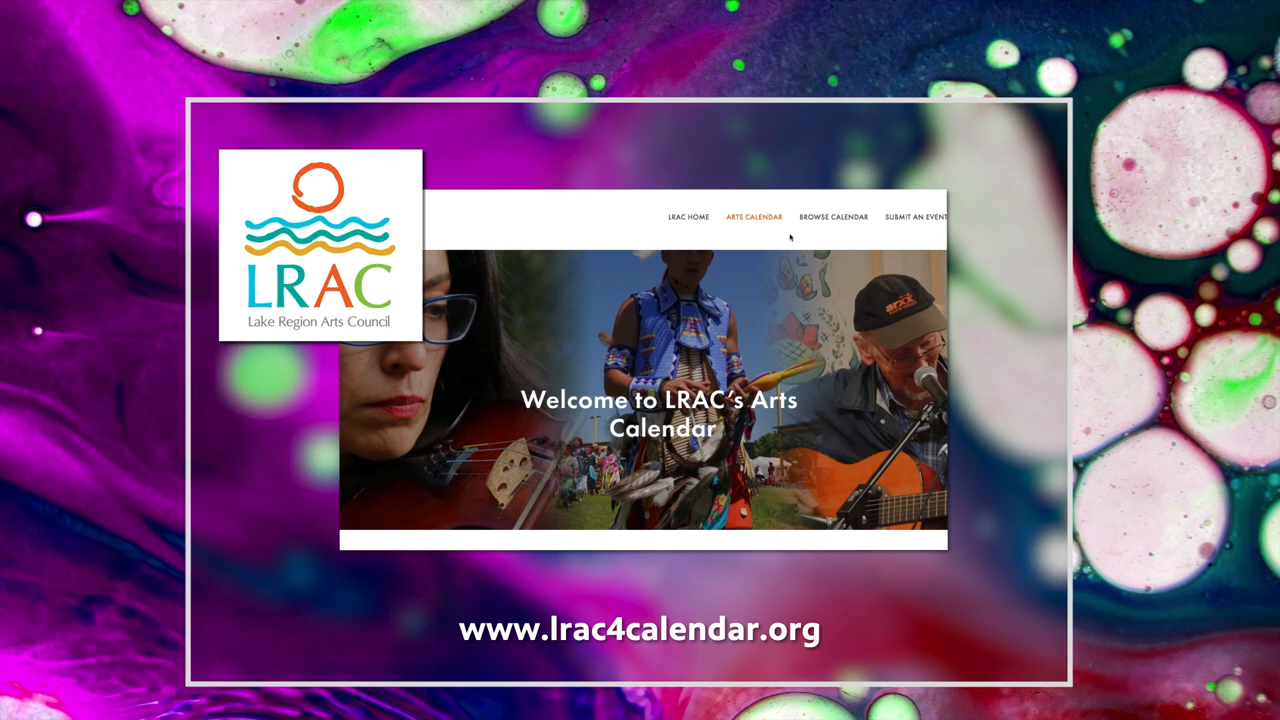 LRAC
Lake Region Arts Council
LRAC HOME ARTS CALENDAR BROWSE CALENDAR SUBMIT AN EVENT
arxx
Welcome to LRAC's Arts
Calendar
www.lrac4calendar.org